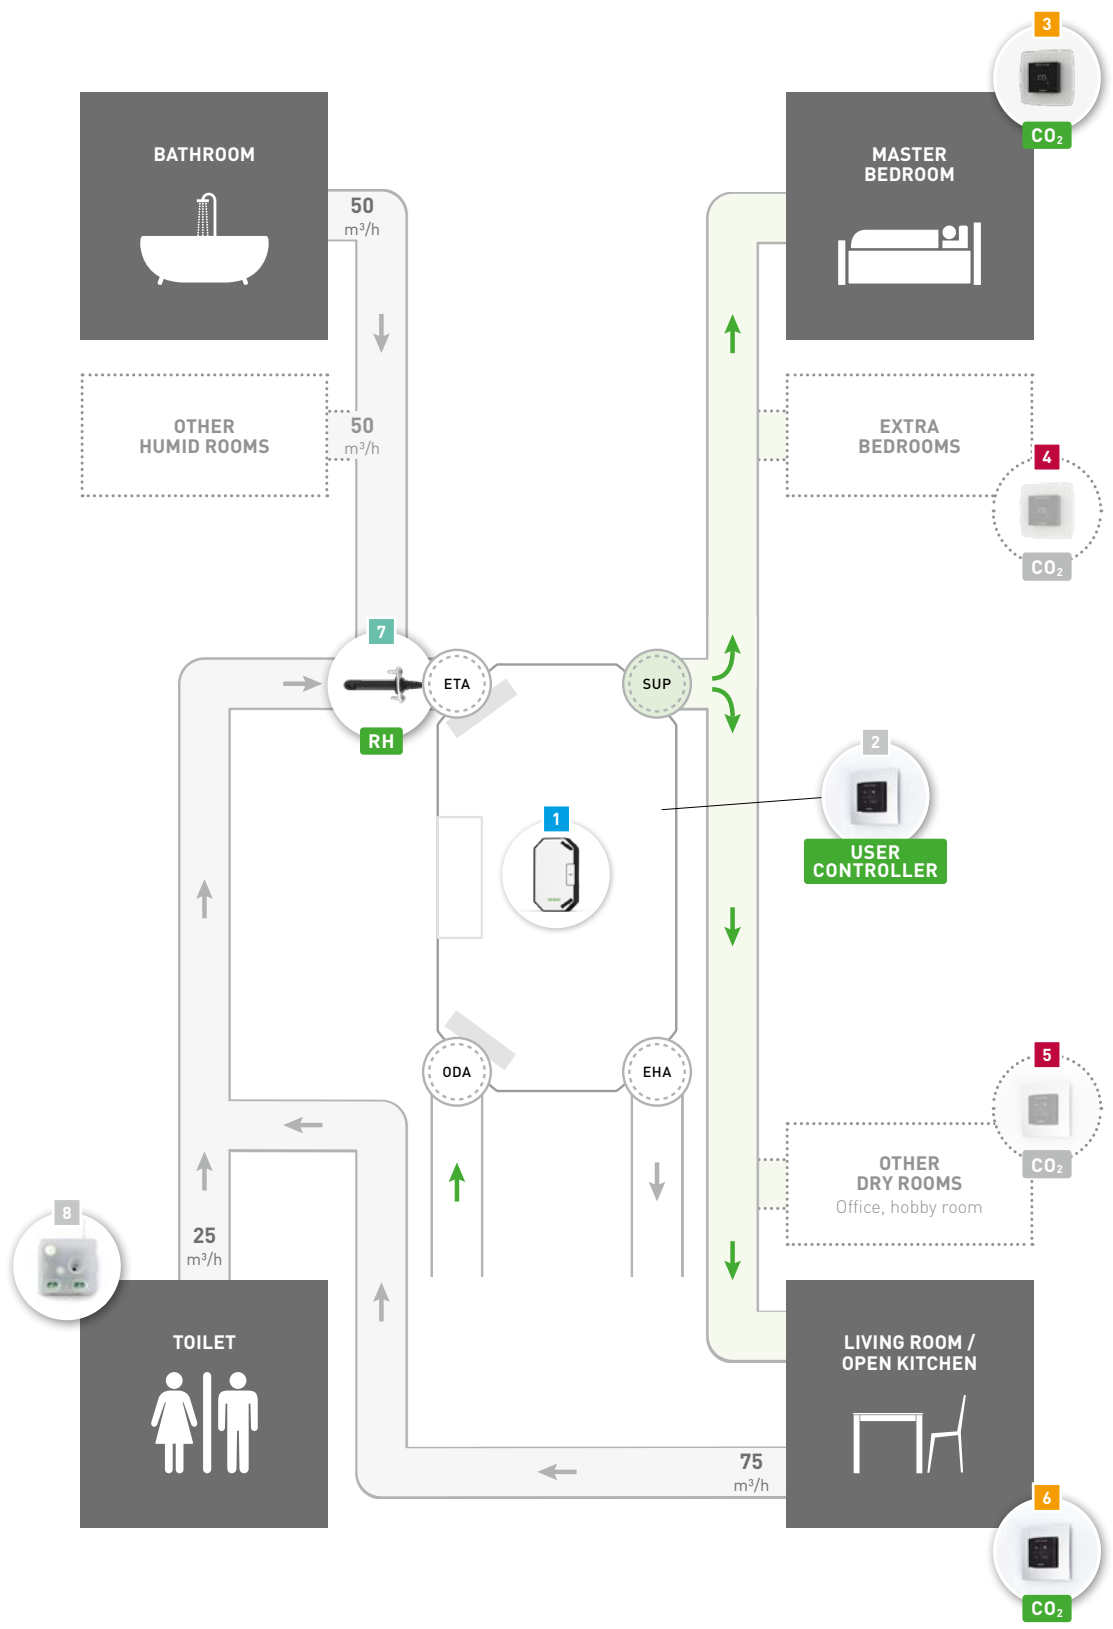 3
CO₂
BATHROOM
MASTER
BEDROOM
50
m³/h
OTHER
HUMID ROOMS
50
m³/h
EXTRA
BEDROOMS
4
CO₂
7
ETA
SUP
RH
2
USER
CONTROLLER
1
5
CO₂
ODA
EHA
OTHER
DRY ROOMS
Office, hobby room
8
25
m³/h
TOILET
LIVING ROOM /
OPEN KITCHEN
75
m³/h
6
CO₂